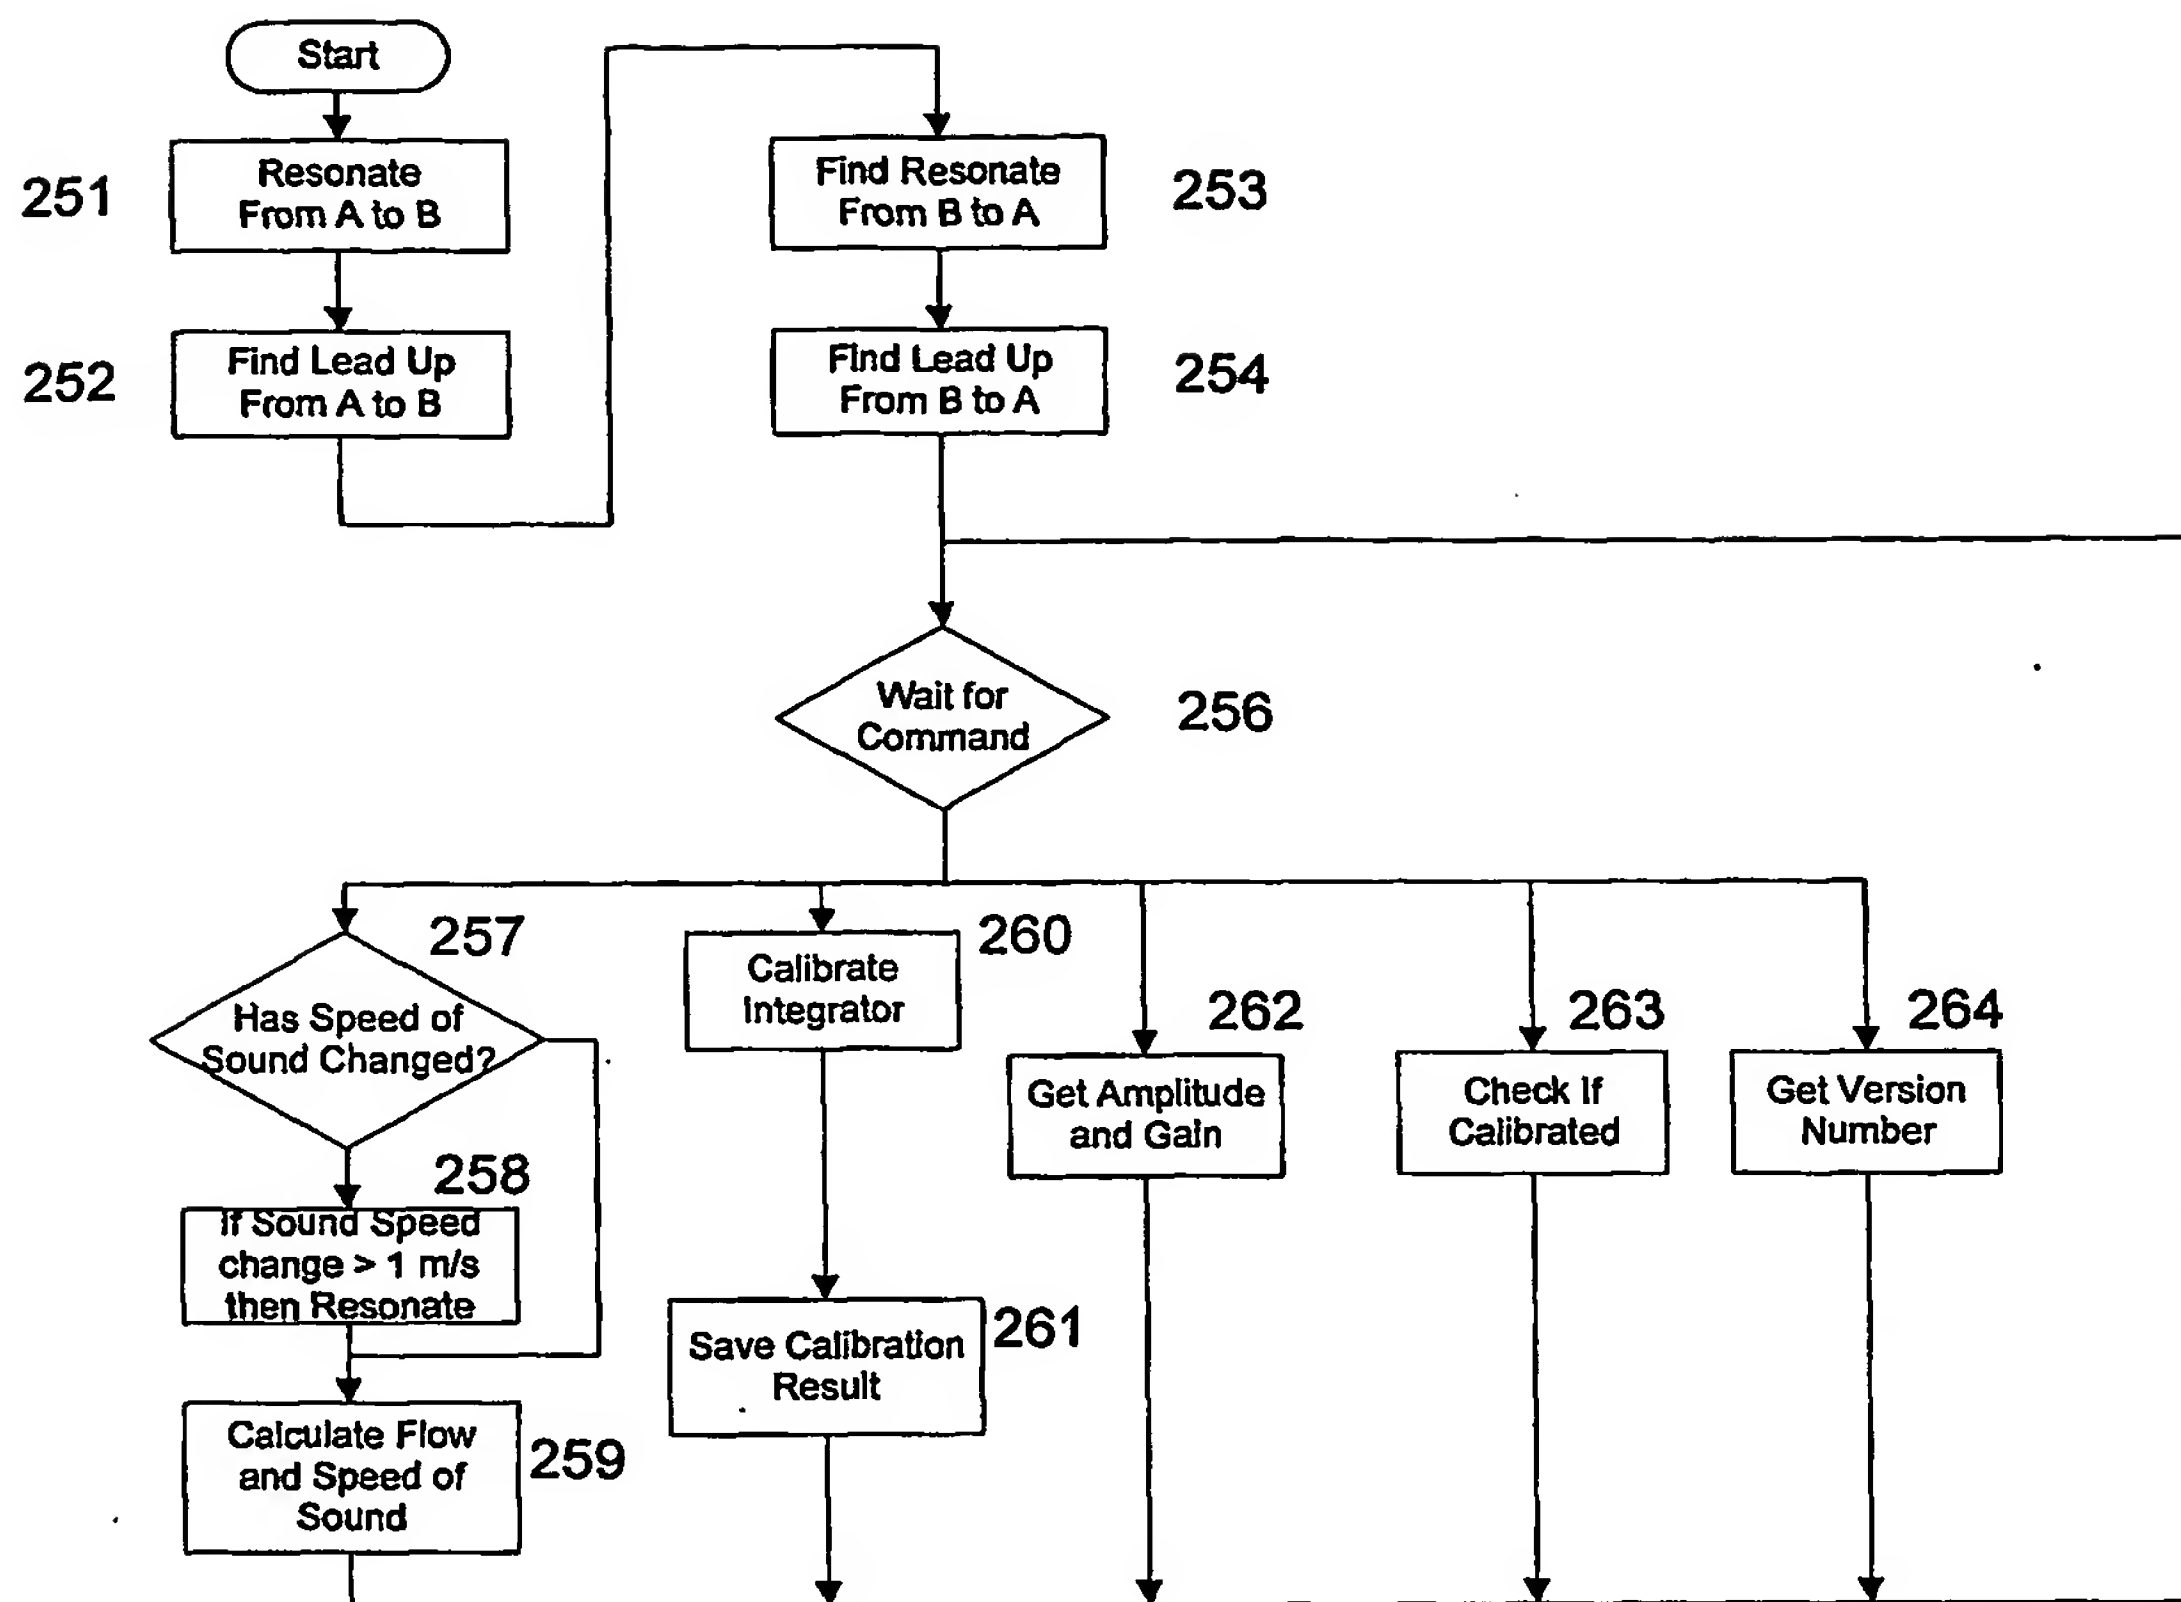 Start
251
Resonate
From A to B
252
Find Lead Up
From A to B
Find Resonate
From B to A
253
Find Lead Up
From B to A
254
Wait for
Command
256
257
Has Speed of
Sound Changed?
258
If Sound Speed
change > 1 m/s
then Resonate
Calculate Flow
and Speed of
Sound
259
260
Calibrate
Integrator
Save Calibration
Result
261
262
Get Amplitude
and Gain
263
Check If
Calibrated
264
Get Version
Number